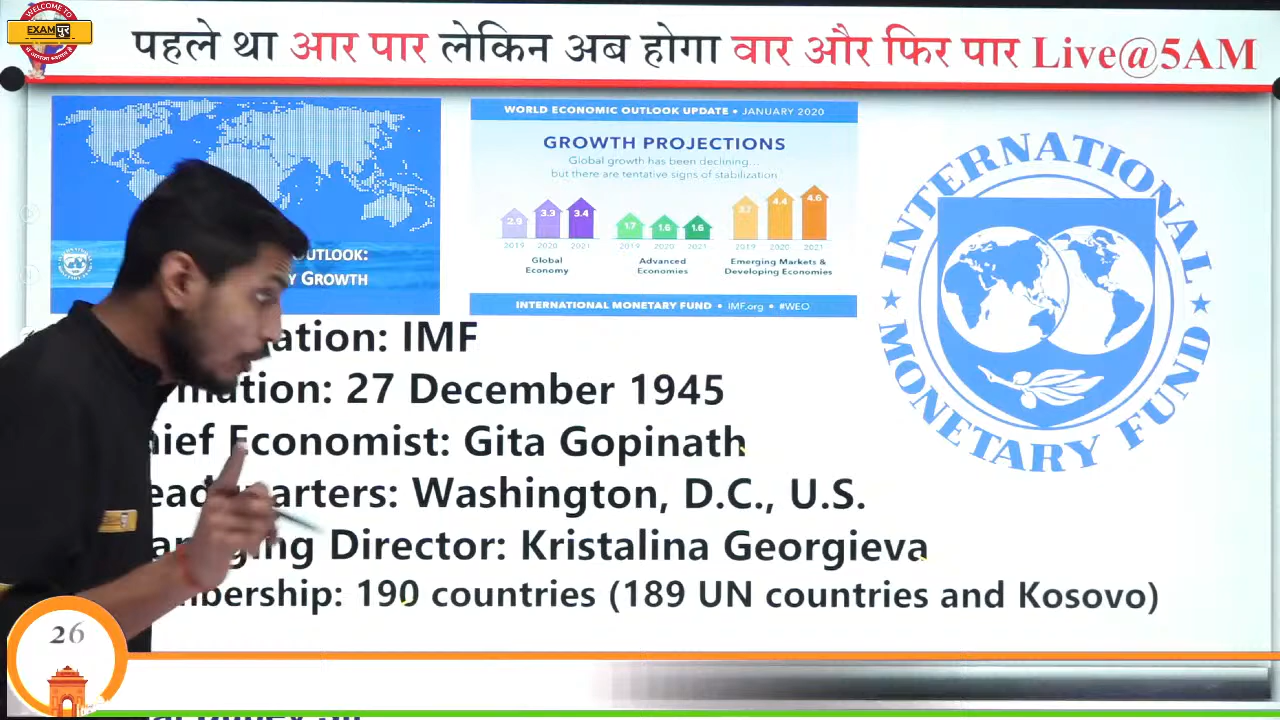 WELCOME TO
EXAMपुर
पहले था आर पार लेकिन अब होगा वार और फिर पार Live@5AM
WORLD ECONOMIC OUTLOOK UPDATE • JANUARY 2020
GROWTH PROJECTIONS
Global growth has been declining...
but there are tentative signs of stabilization
2.9 3.3 3.4 1.7 1.6 1.6 3.7 4.4 4.6
2019 2020 2021 2019 2020 2021 2019 2020 2021
Global Economy
Advanced Economies
Emerging Markets & Developing Economies
INTERNATIONAL MONETARY FUND • IMF.org • #WEO
UTLOOK:
Y GROWTH
INTERNATIONAL MONETARY FUND
ation: IMF
mation: 27 December 1945
hief Economist: Gita Gopinath
eadquarters: Washington, D.C., U.S.
anaging Director: Kristalina Georgieva
mbership: 190 countries (189 UN countries and Kosovo)
26